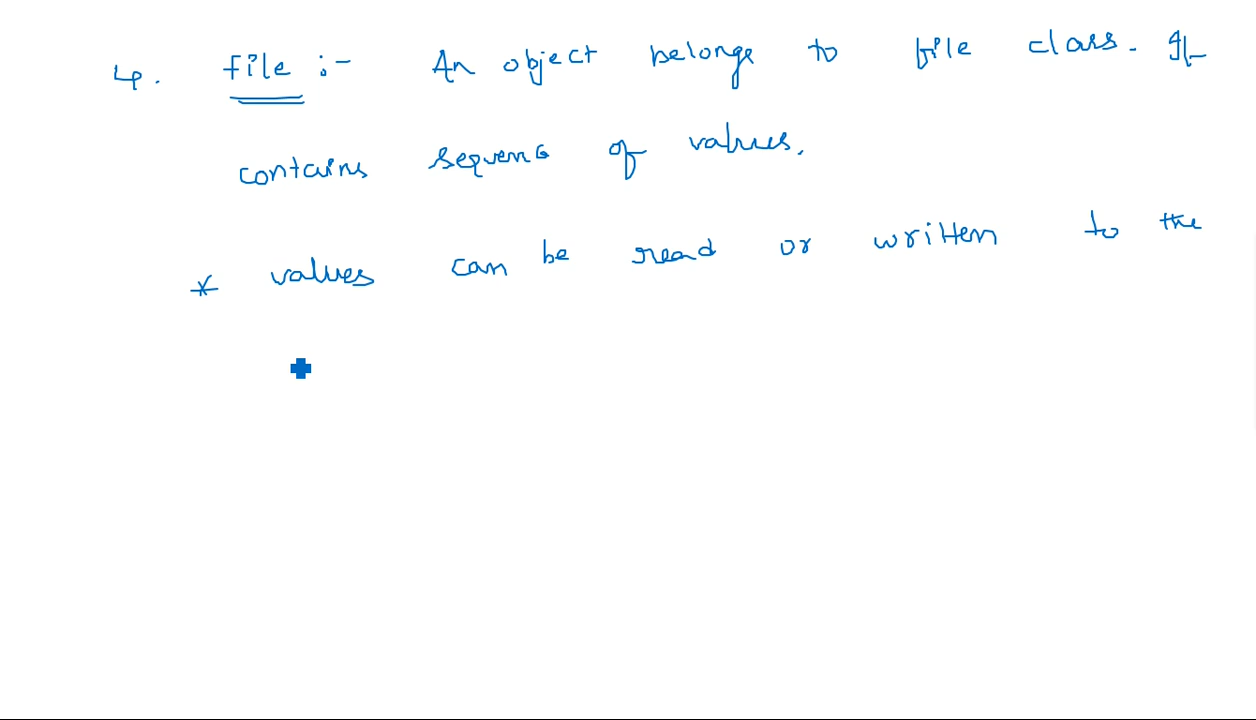 4. file :- An object belongs to file class. It
contains sequence of values.
* values can be read or written to the